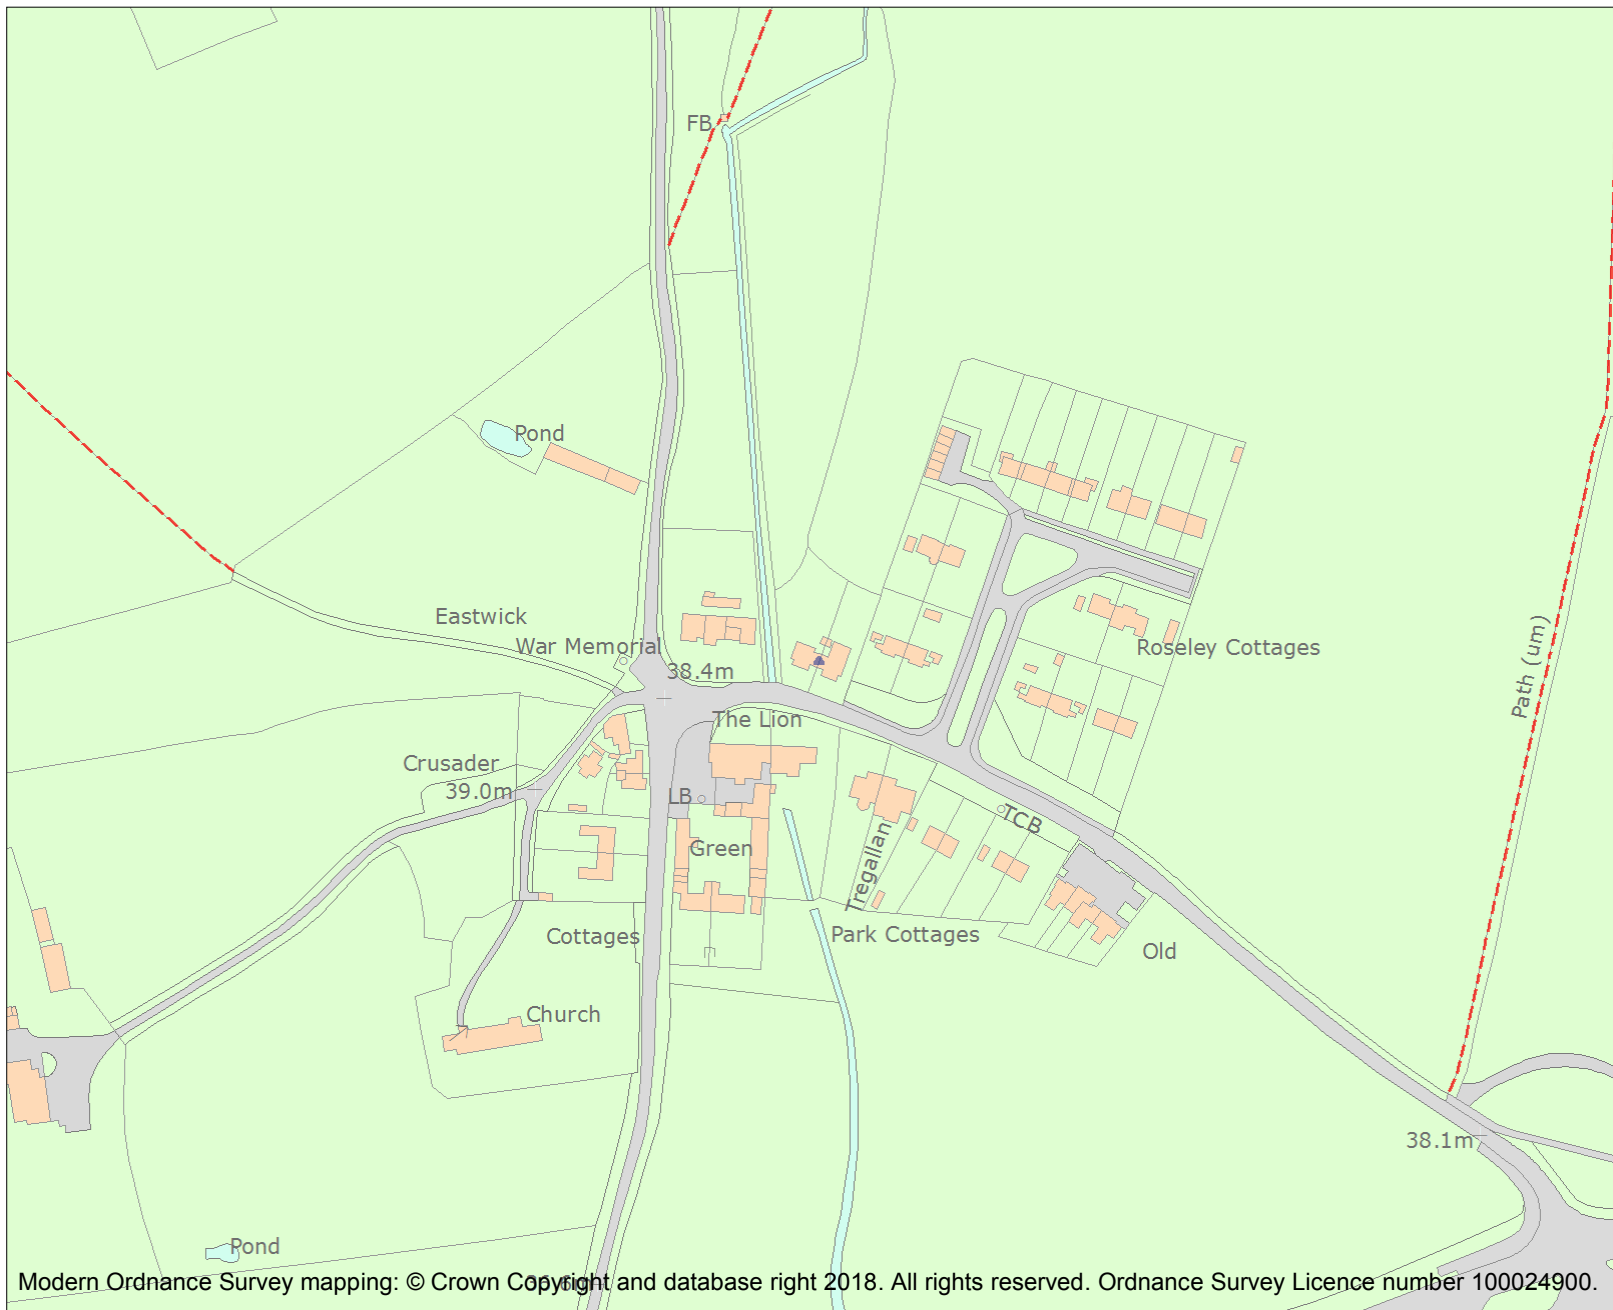 FB
Pond
Eastwick
War Memorial
38.4m
Roseley Cottages
Path (um)
The Lion
Crusader
39.0m
LB
TCB
Green
Tregallan
Cottages
Park Cottages
Old
Church
38.1m
Pond
Modern Ordnance Survey mapping: © Crown Copyright and database right 2018. All rights reserved. Ordnance Survey Licence number 100024900.